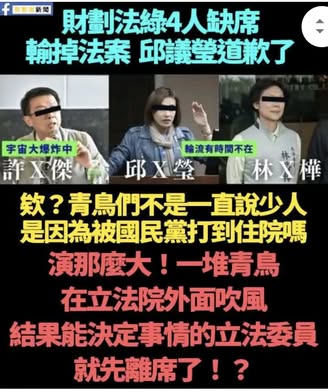 財劃法綠4人缺席
輸掉法案 邱議瑩道歉了
宇宙大爆炸中
輪流有時間不在
許X傑
邱X瑩
林X樺
欸？青鳥們不是一直說少人
是因為被國民黨打到住院嗎
演那麼大！一堆青鳥
在立法院外面吹風
結果能決定事情的立法委員
就先離席了！？